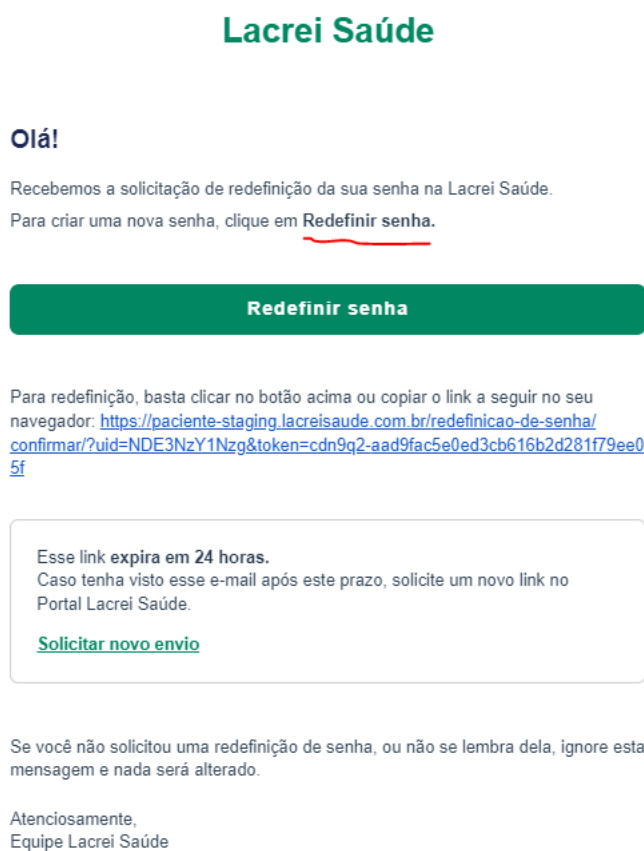 Lacrei Saúde
Olá!
Recebemos a solicitação de redefinição da sua senha na Lacrei Saúde.
Para criar uma nova senha, clique em Redefinir senha.
Redefinir senha
Para redefinição, basta clicar no botão acima ou copiar o link a seguir no seu
navegador: https://paciente-staging.lacreisaude.com.br/redefinicao-de-senha/
confirmar/?uid=NDE3NzY1Nzg&token=cdn9q2-aad9fac5e0ed3cb616b2d281f79ee0
5f
Esse link expira em 24 horas.
Caso tenha visto esse e-mail após este prazo, solicite um novo link no
Portal Lacrei Saúde.
Solicitar novo envio
Se você não solicitou uma redefinição de senha, ou não se lembra dela, ignore esta
mensagem e nada será alterado.
Atenciosamente,
Equipe Lacrei Saúde